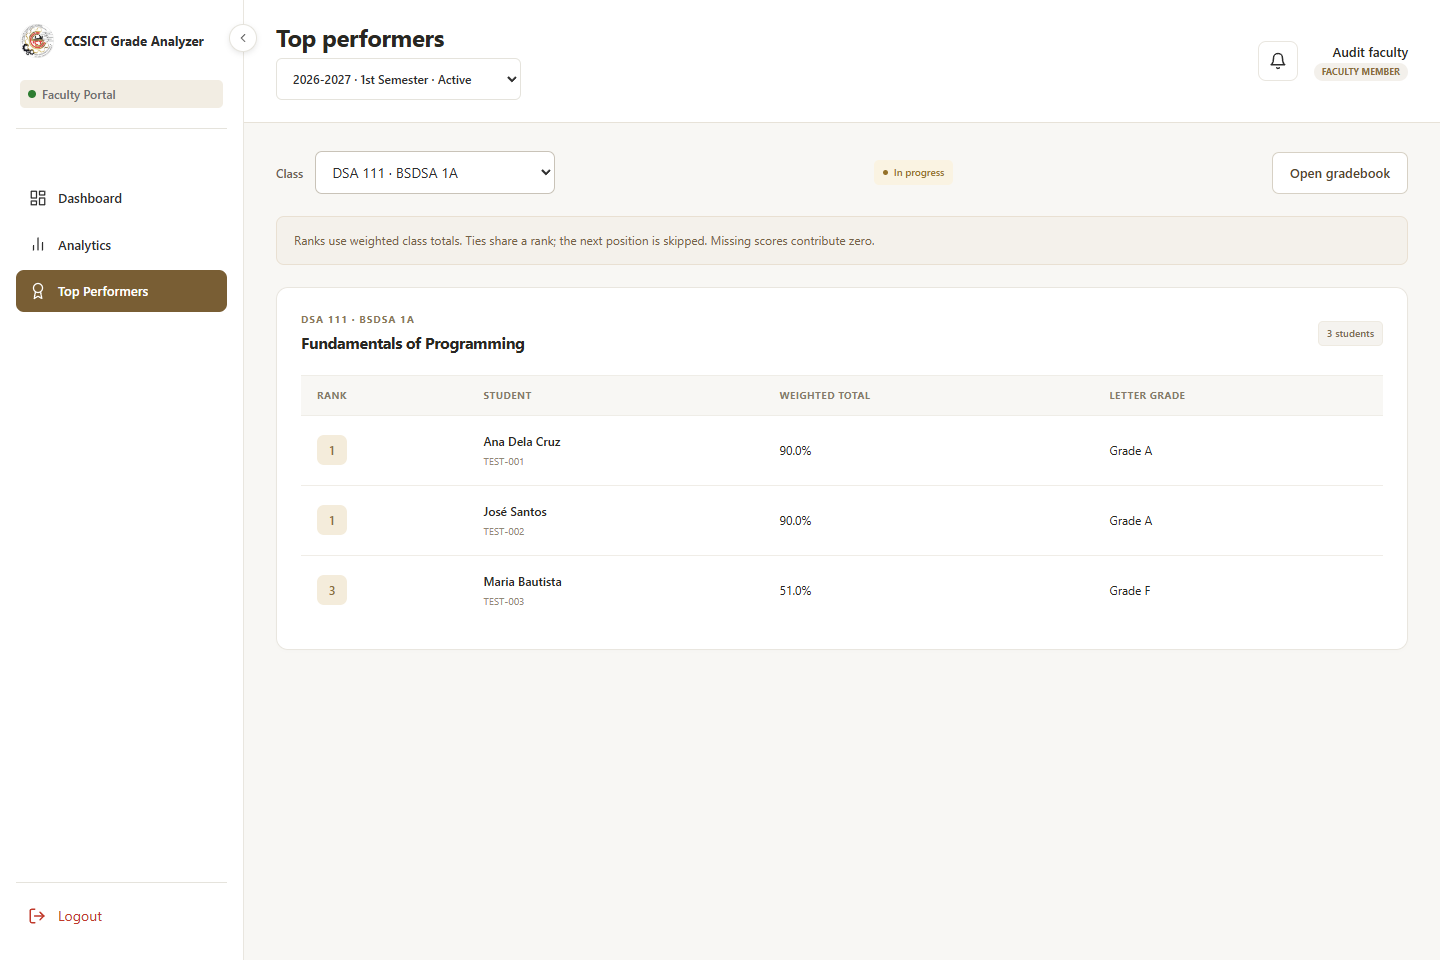 CCSICT Grade Analyzer
Faculty Portal
Dashboard
Analytics
Top Performers
Logout
Top performers
2026-2027 · 1st Semester · Active
Audit faculty
FACULTY MEMBER
Class
DSA 111 · BSDSA 1A
In progress
Open gradebook
Ranks use weighted class totals. Ties share a rank; the next position is skipped. Missing scores contribute zero.
DSA 111 · BSDSA 1A
Fundamentals of Programming
3 students
RANK STUDENT WEIGHTED TOTAL LETTER GRADE
1 Ana Dela Cruz 90.0% Grade A
TEST-001
1 José Santos 90.0% Grade A
TEST-002
3 Maria Bautista 51.0% Grade F
TEST-003